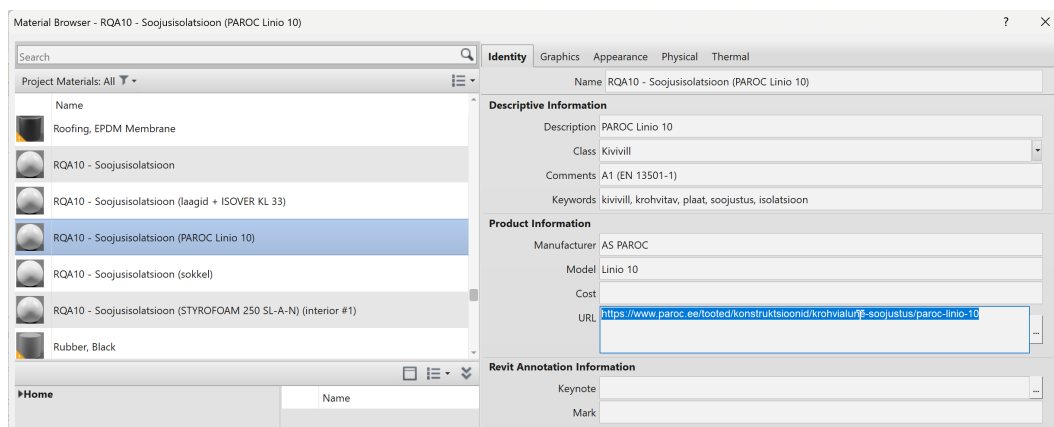 Material Browser - RQA10 - Soojusisolatsioon (PAROC Linio 10)
? X
Search
Project Materials: All
Name
Roofing, EPDM Membrane
RQA10 - Soojusisolatsioon
RQA10 - Soojusisolatsioon (laagid + ISOVER KL 33)
RQA10 - Soojusisolatsioon (PAROC Linio 10)
RQA10 - Soojusisolatsioon (sokkel)
RQA10 - Soojusisolatsioon (STYROFOAM 250 SL-A-N) (interior #1)
Rubber, Black
Home
Name
Identity Graphics Appearance Physical Thermal
Name RQA10 - Soojusisolatsioon (PAROC Linio 10)
Descriptive Information
Description PAROC Linio 10
Class Kivivill
Comments A1 (EN 13501-1)
Keywords kivivill, krohvitav, plaat, soojustus, isolatsioon
Product Information
Manufacturer AS PAROC
Model Linio 10
Cost
URL https://www.paroc.ee/tooted/konstruktsioonid/krohvialune-soojustus/paroc-linio-10
...
Revit Annotation Information
Keynote
...
Mark